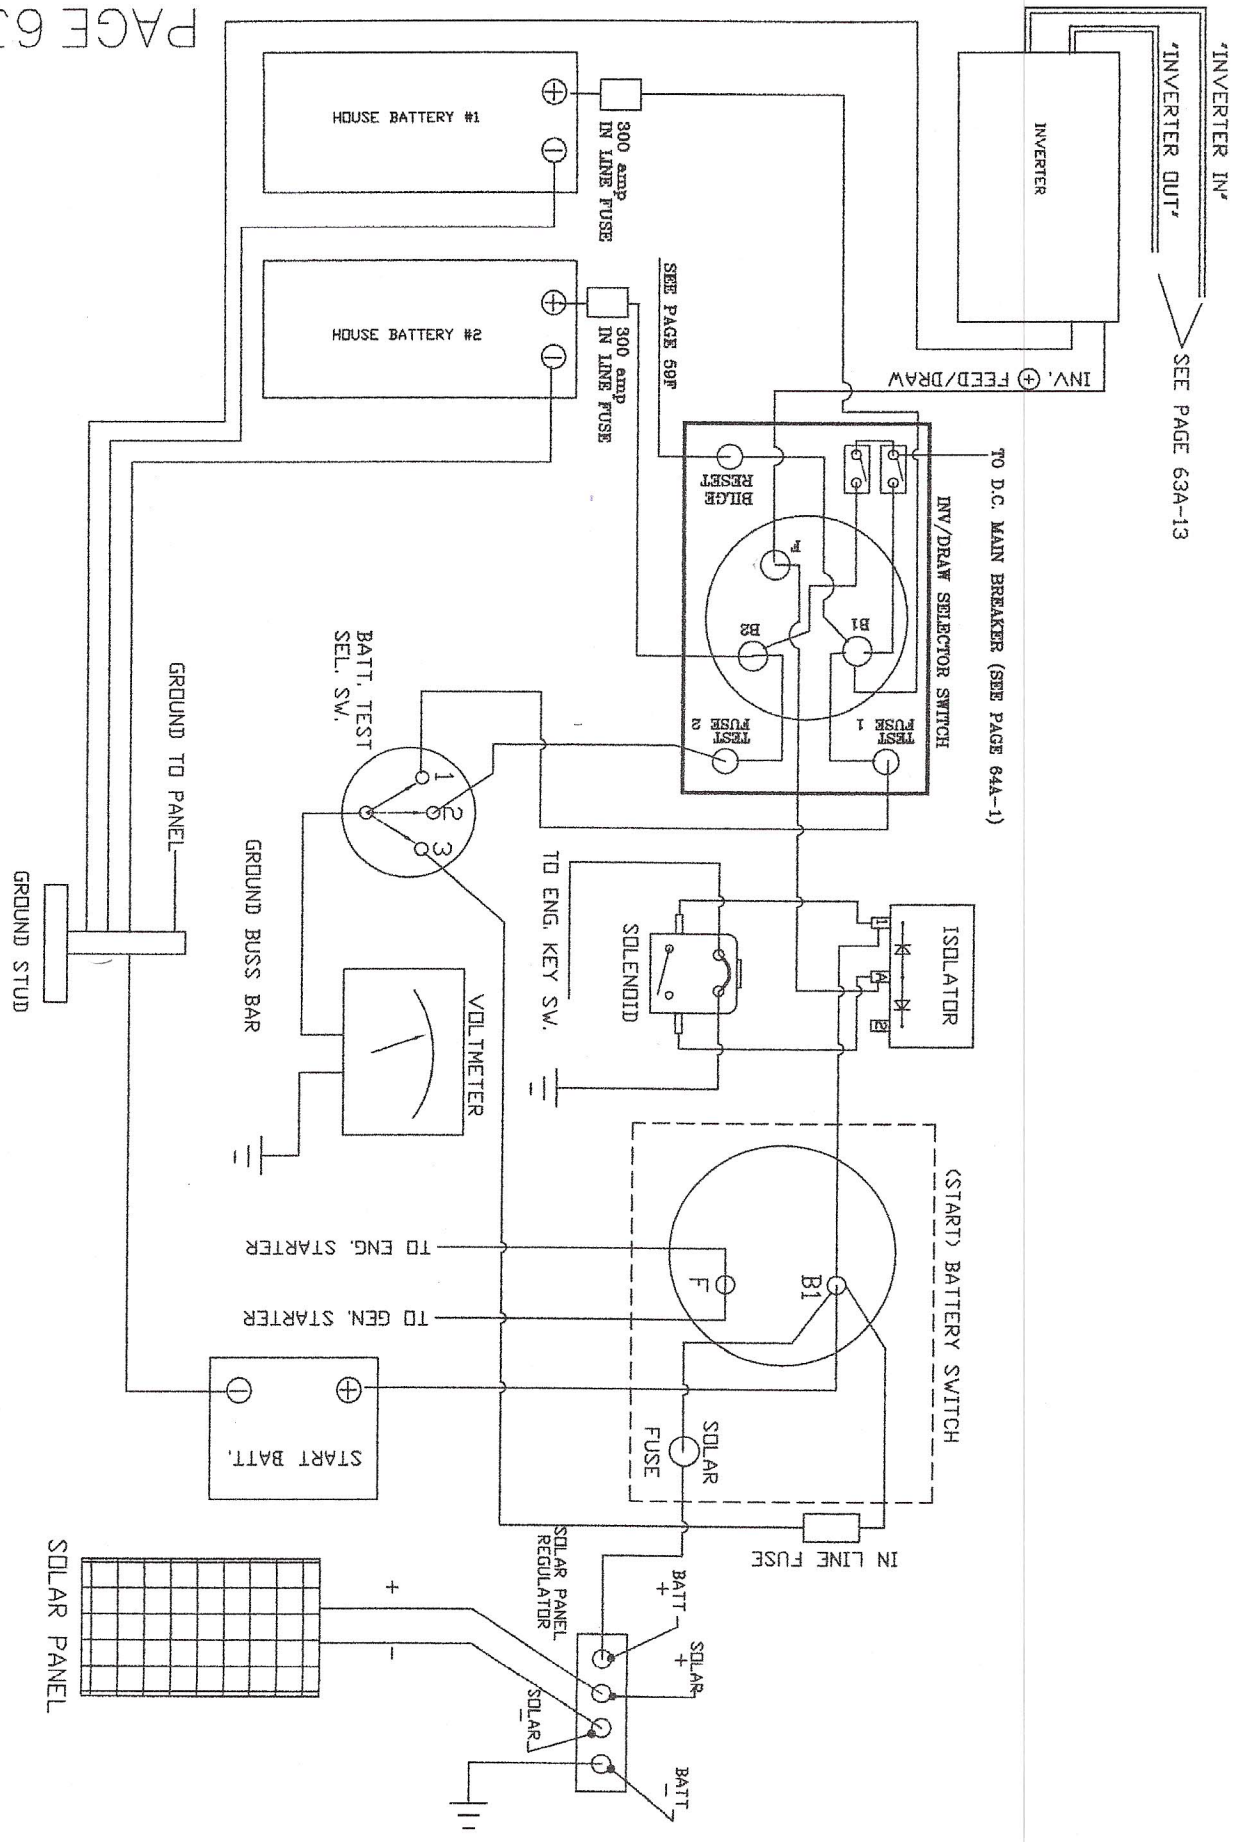 PAGE 63
"INVERTER IN"
"INVERTER OUT"
SEE PAGE 63A-13
INVERTER
INV. + FEED/DRAW
HOUSE BATTERY #1
+
-
300 amp
IN LINE FUSE
HOUSE BATTERY #2
+
-
300 amp
IN LINE FUSE
SEE PAGE 59F
TO D.C. MAIN BREAKER (SEE PAGE 64A-1)
INV/DRAW SELECTOR SWITCH
BILGE
RESET
F
B1
B2
TEST
FUSE
1
TEST
FUSE
2
BATT. TEST
SEL. SW.
1
2
3
GROUND TO PANEL
GROUND BUSS BAR
GROUND STUD
VOLTMETER
TO ENG. KEY SW.
SOLENOID
ISOLATOR
1
A
2
(START) BATTERY SWITCH
B1
F
TO ENG. STARTER
TO GEN. STARTER
START BATT.
+
-
SOLAR
FUSE
IN LINE FUSE
SOLAR PANEL
REGULATOR
BATT
+
SOLAR
+
SOLAR
-
BATT
-
+
-
SOLAR PANEL